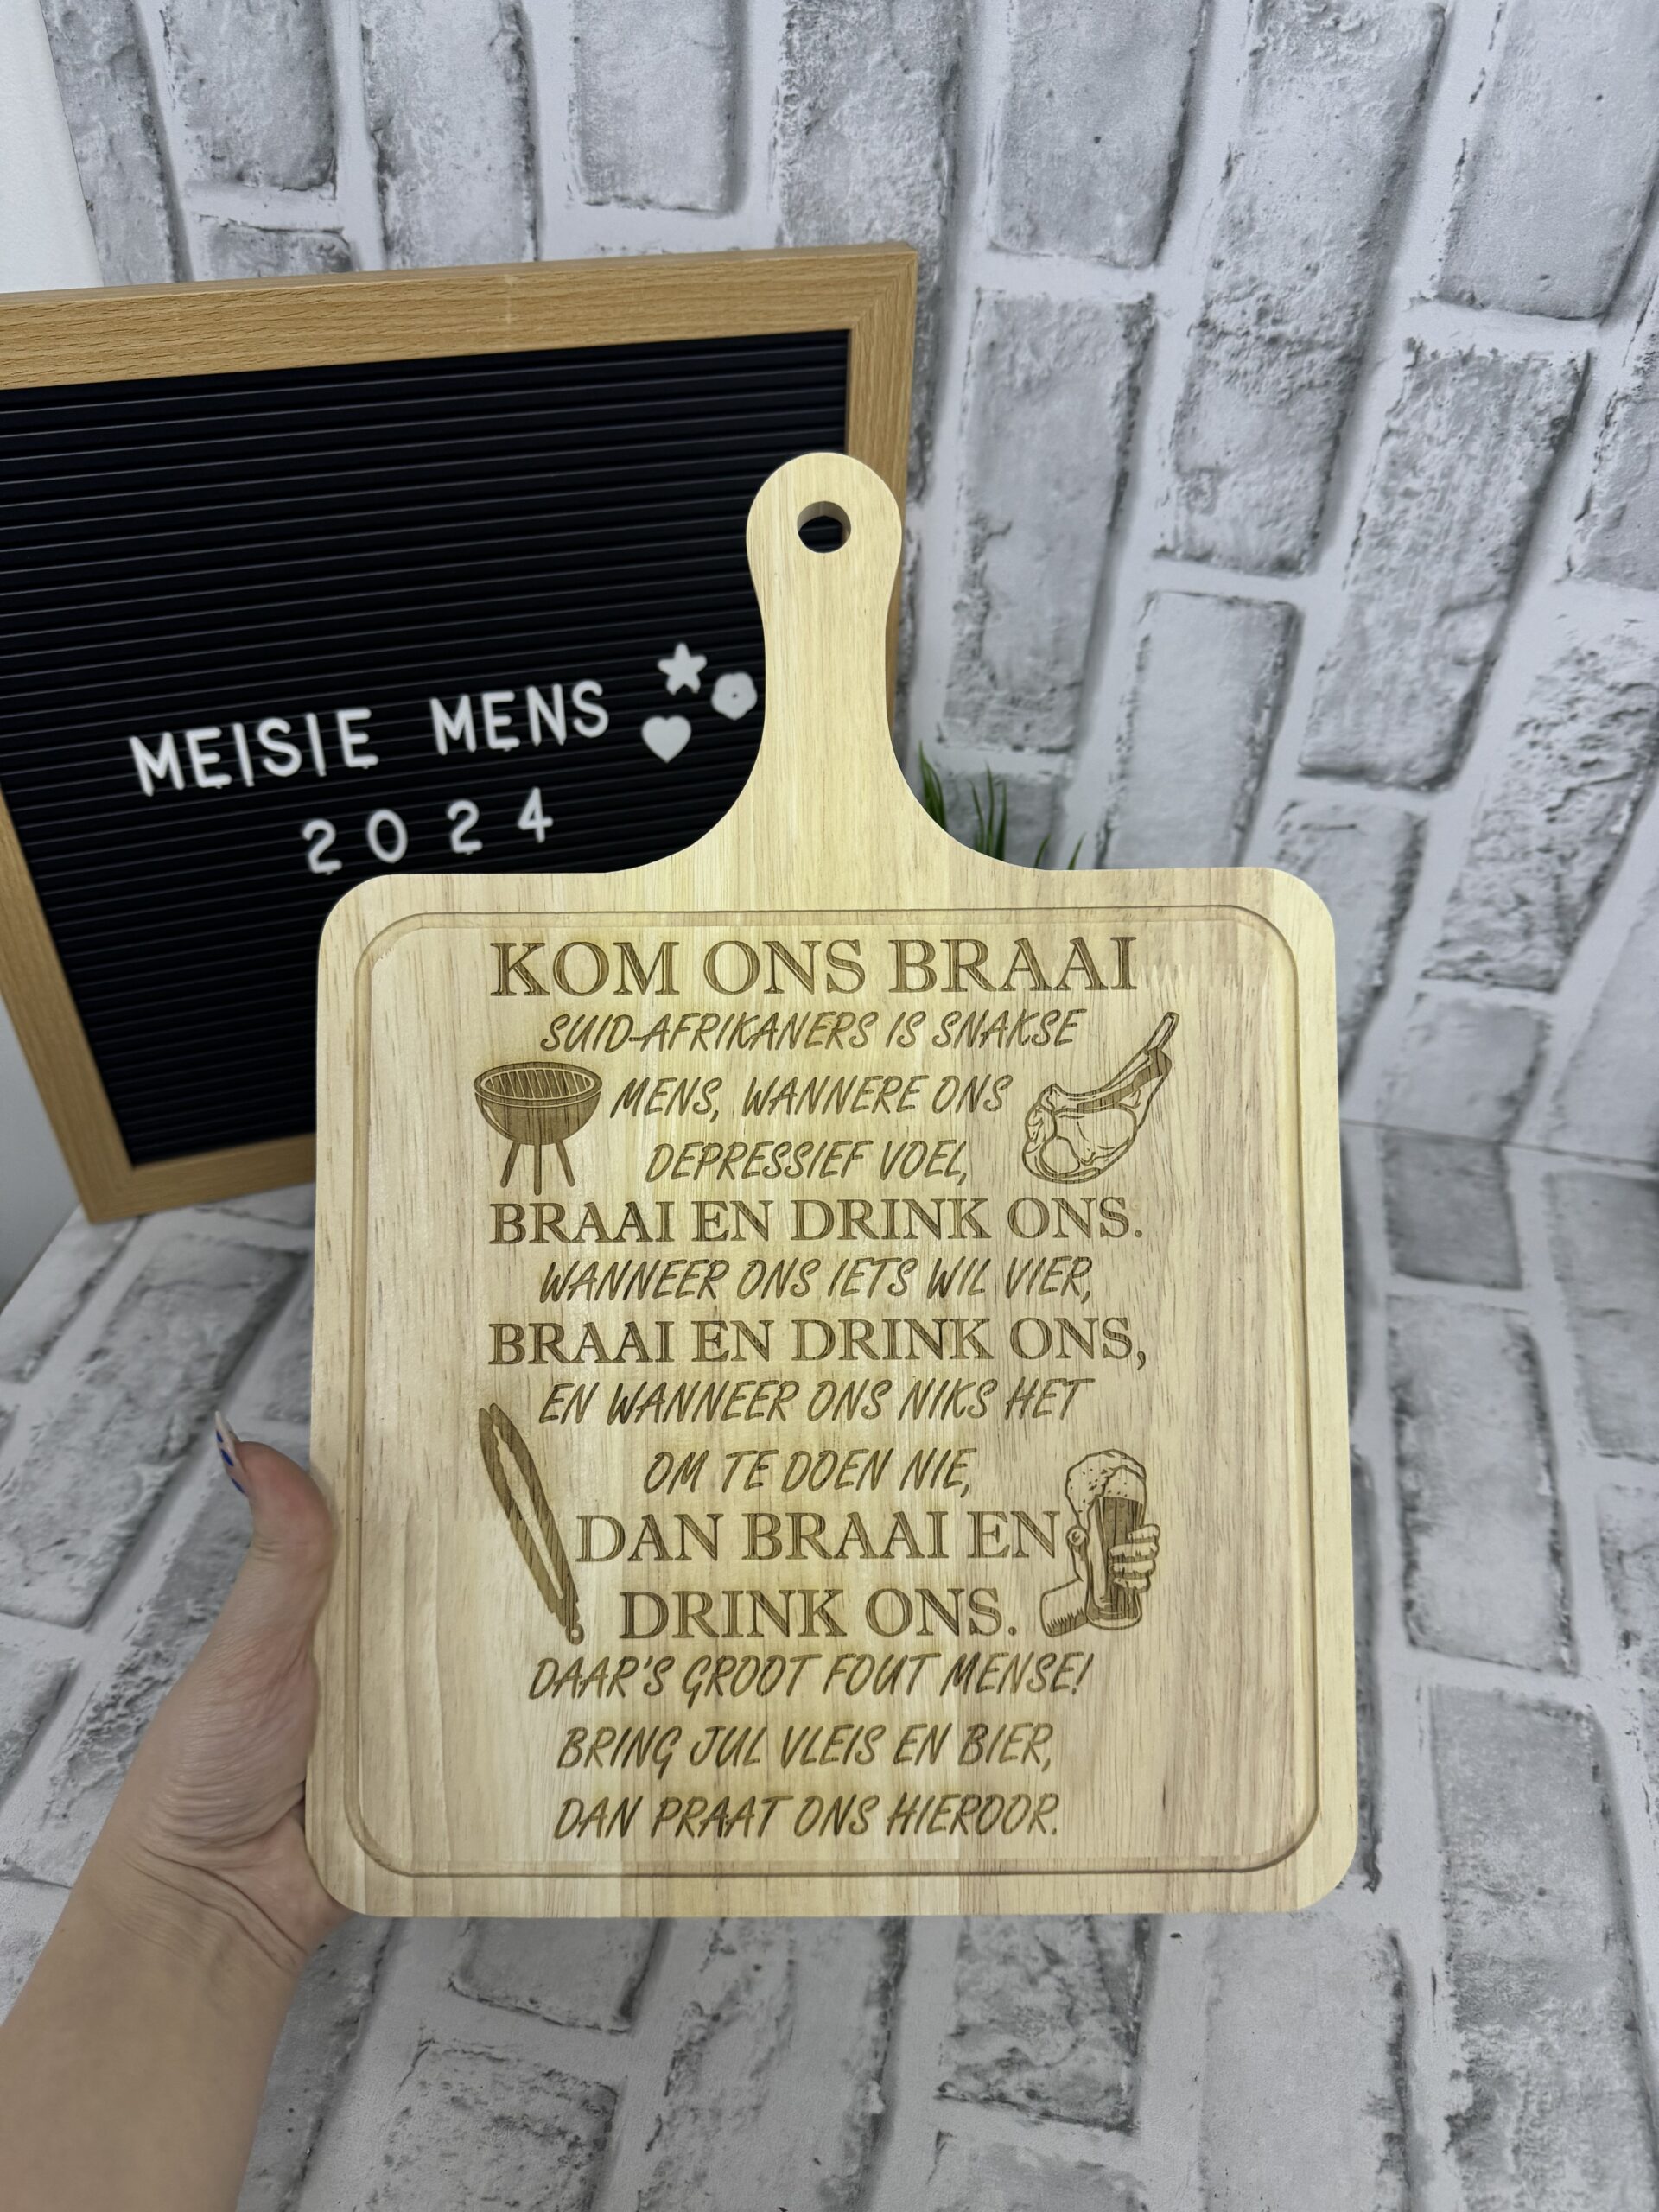 MEISIE MENS
2024
KOM ONS BRAAI
SUID-AFRIKANERS IS SNAKSE
MENS, WANNERE ONS
DEPRESSIEF VOEL,
BRAAI EN DRINK ONS.
WANNEER ONS IETS WIL VIER,
BRAAI EN DRINK ONS,
EN WANNEER ONS NIKS HET
OM TE DOEN NIE,
DAN BRAAI EN
DRINK ONS.
DAAR'S GROOT FOUT MENSE!
BRING JUL VLEIS EN BIER,
DAN PRAAT ONS HIEROOR.